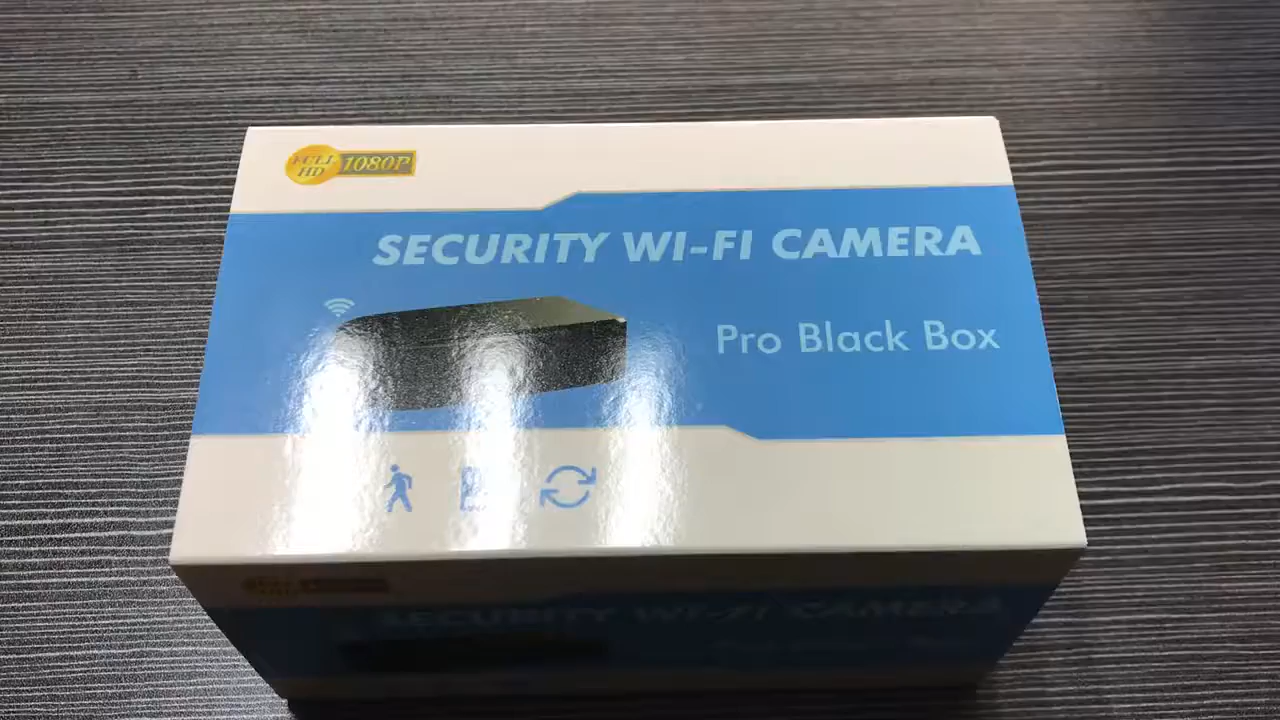 FULL
HD
1080P
SECURITY WI-FI CAMERA
Pro Black Box
SECURITY WI-FI CAMERA